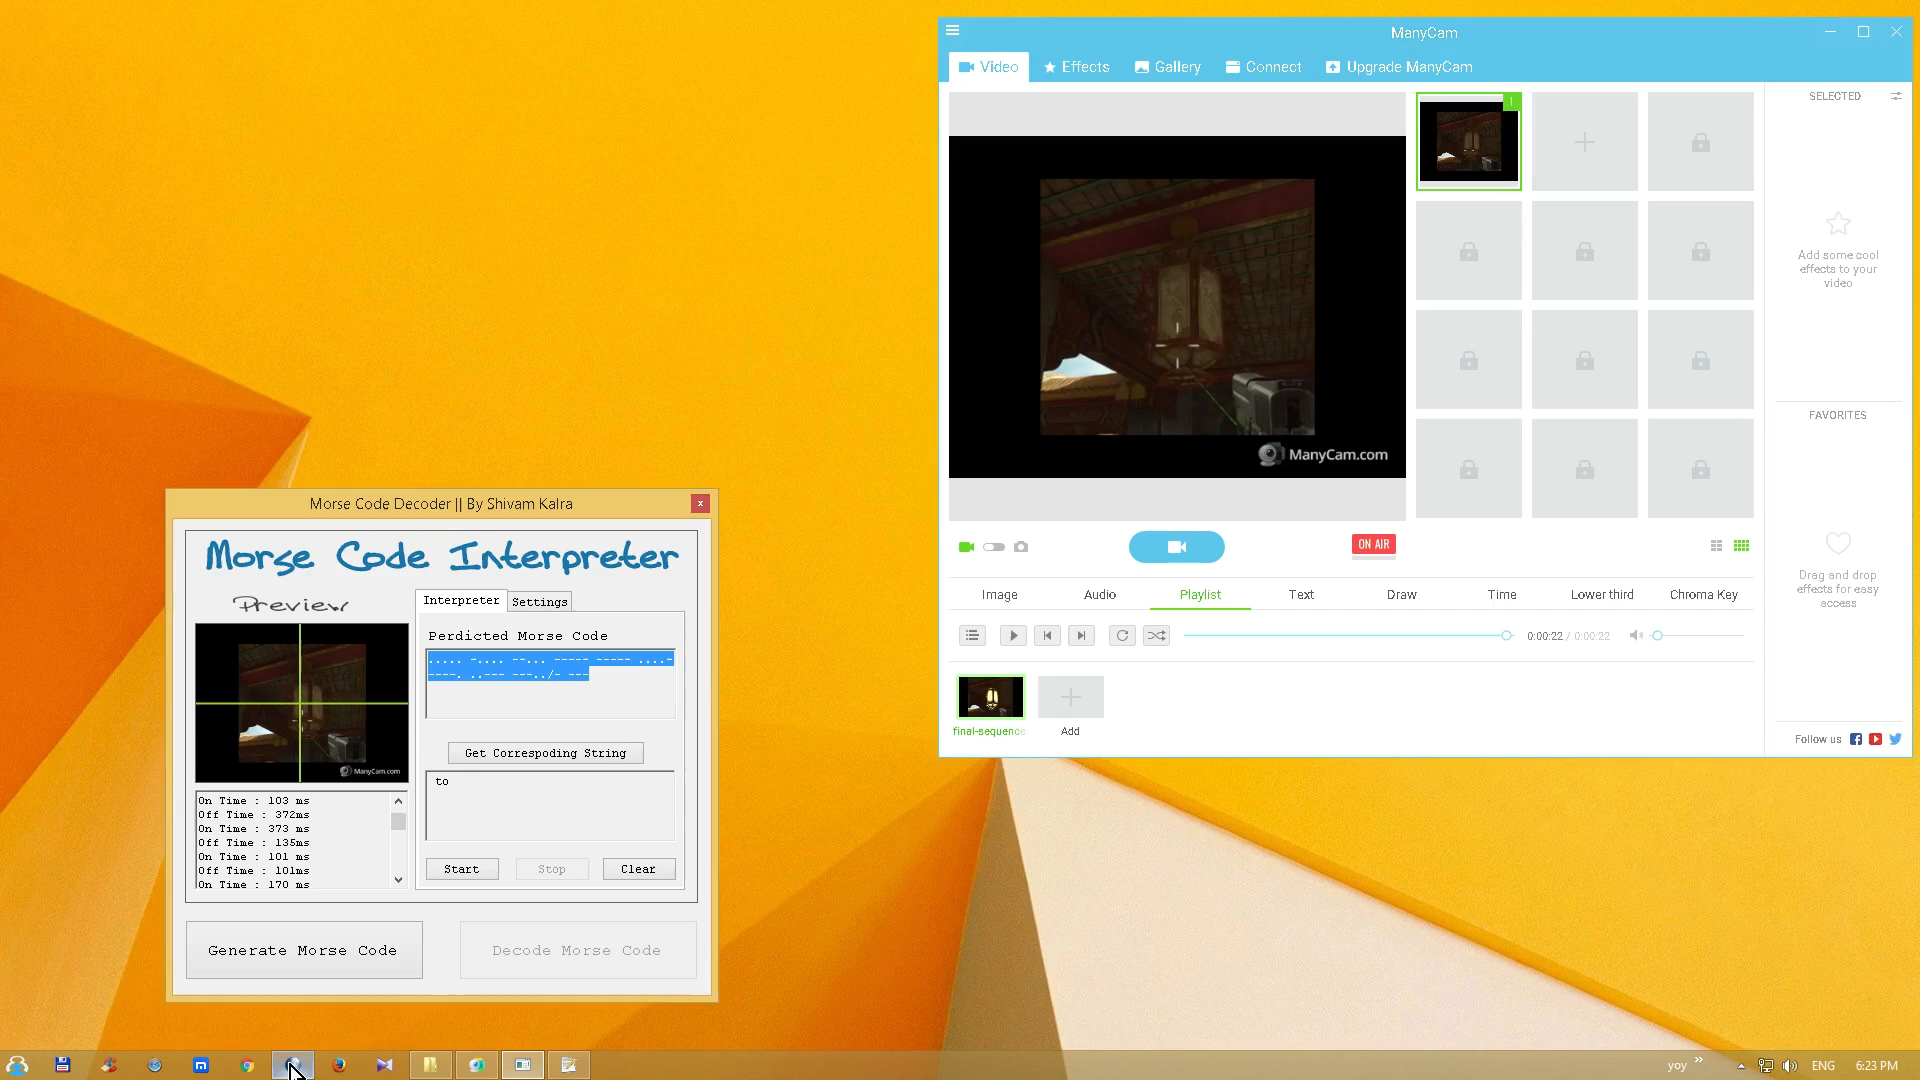 ManyCam
Video
Effects
Gallery
Connect
Upgrade ManyCam
SELECTED
Add some cool
effects to your
video
FAVORITES
Drag and drop
effects for easy
access
Follow us
ManyCam.com
ON AIR
Image
Audio
Playlist
Text
Draw
Time
Lower third
Chroma Key
0:00:22 / 0:00:22
final-sequence
Add
Morse Code Decoder || By Shivam Kalra
Morse Code Interpreter
Preview
Interpreter
Settings
Perdicted Morse Code
..... -.... --... ----- ----- ....-
----. ..--- ---../- ---
Get Correspoding String
to
ManyCam.com
On Time : 103 ms
Off Time : 372ms
On Time : 373 ms
Off Time : 135ms
On Time : 101 ms
Off Time : 101ms
On Time : 170 ms
Start
Stop
Clear
Generate Morse Code
Decode Morse Code
yoy
ENG
6:23 PM